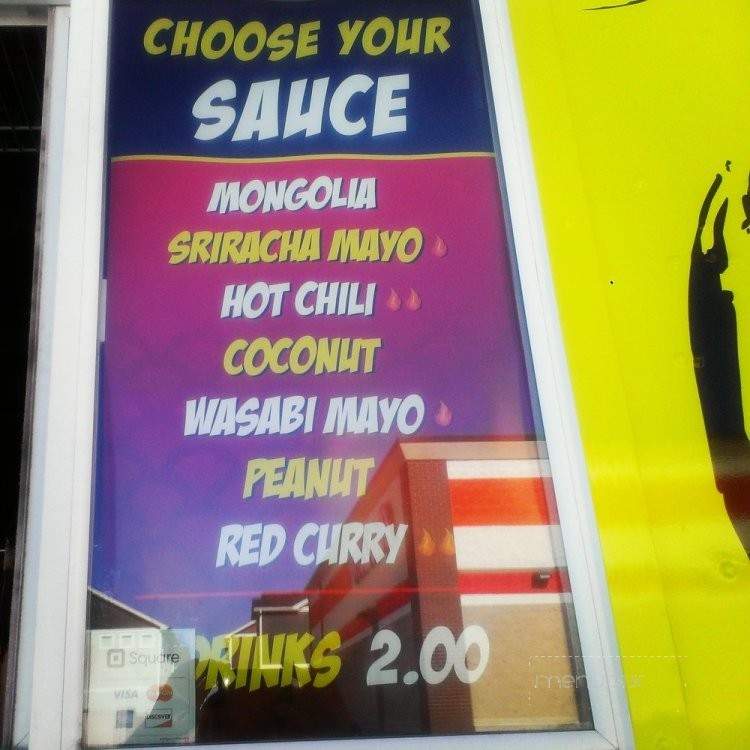 CHOOSE YOUR
SAUCE
MONGOLIA
SRIRACHA MAYO
HOT CHILI
COCONUT
WASABI MAYO
PEANUT
RED CURRY
DRINKS 2.00
Square
VISA
DISCOVER